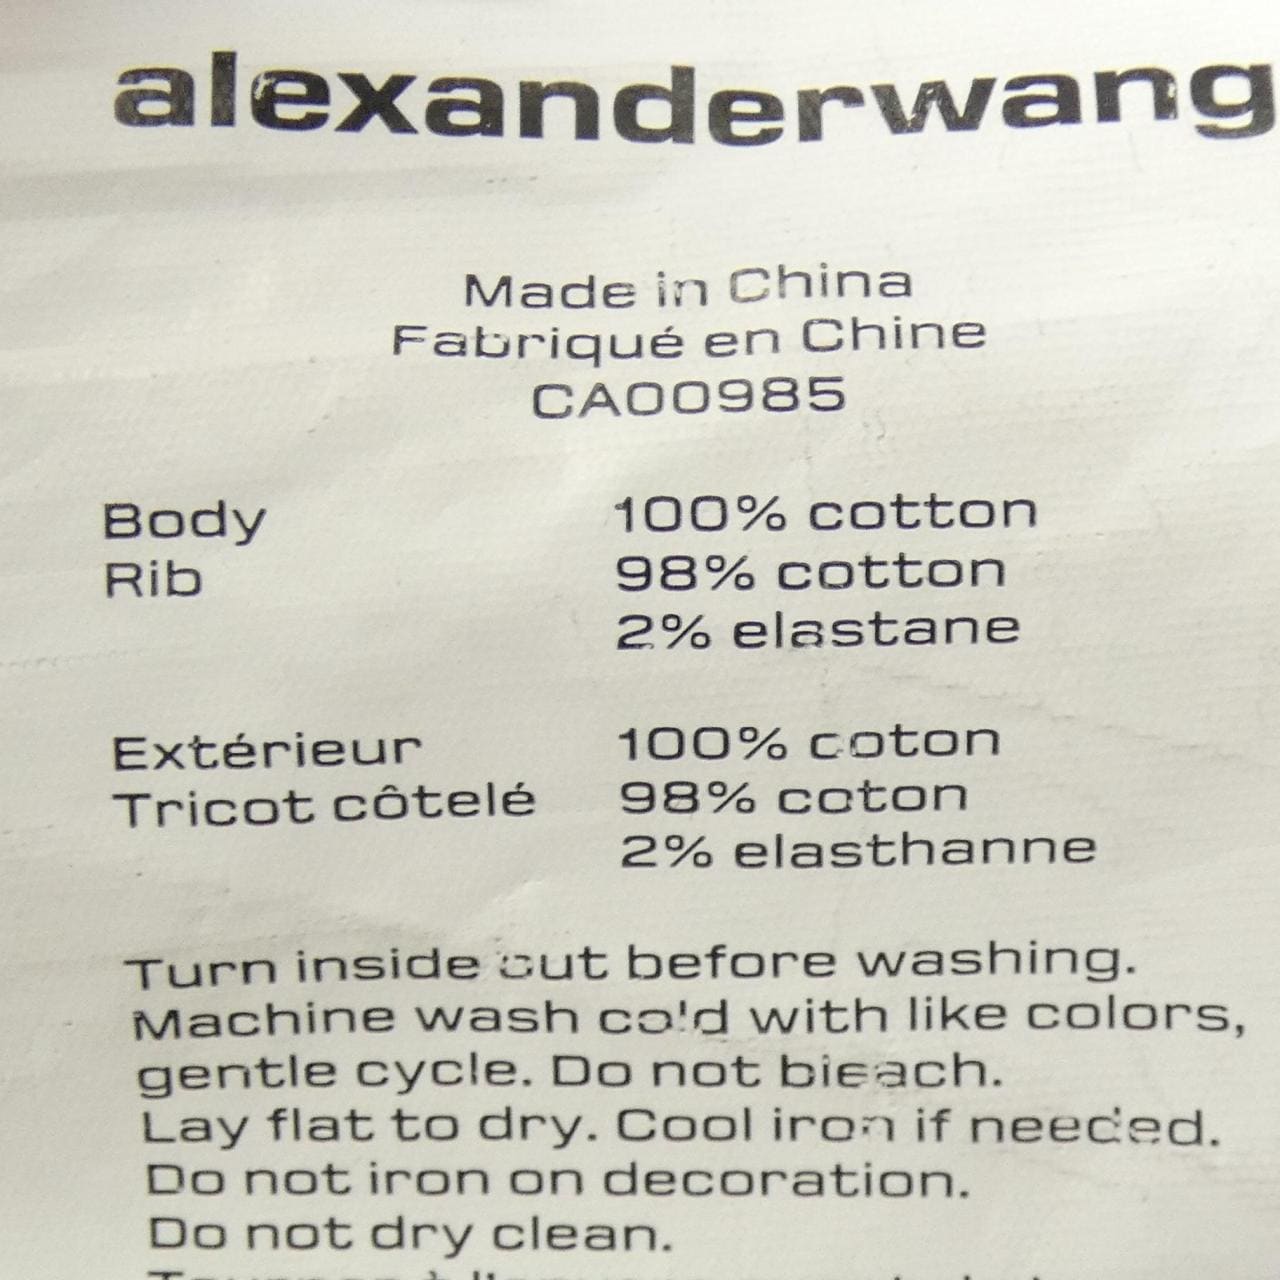 alexanderwang
Made in China
Fabriqué en Chine
CA00985
Body 100% cotton
Rib 98% cotton
2% elastane
Extérieur 100% coton
Tricot côtelé 98% coton
2% elasthanne
Turn inside out before washing.
Machine wash cold with like colors,
gentle cycle. Do not bleach.
Lay flat to dry. Cool iron if needed.
Do not iron on decoration.
Do not dry clean.